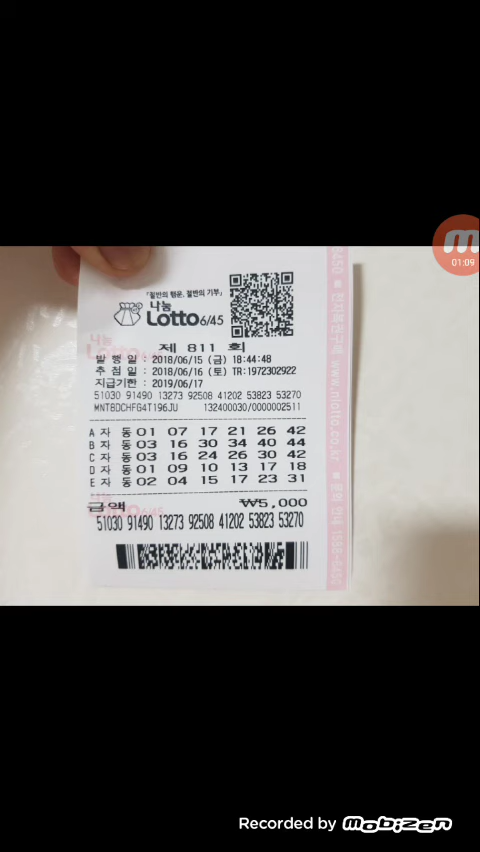 01:09
「절반의 행운, 절반의 기부」
나눔
Lotto 6/45
제 811 회
발 행 일 : 2018/06/15 (금) 18:44:48
추 첨 일 : 2018/06/16 (토) TR:1972302922
지급기한 : 2019/06/17
51030 91490 13273 92508 41202 53823 53270
132400030/0000002511
A 자 동 01 07 17 21 26 42
B 자 동 03 16 30 34 40 44
C 자 동 03 16 24 26 30 42
D 자 동 01 09 10 13 17 18
E 자 동 02 04 15 17 23 31
금액 ₩5,000
51030 91490 13273 92508 41202 53823 53270
www.nlotto.co.kr
Recorded by Mobizen